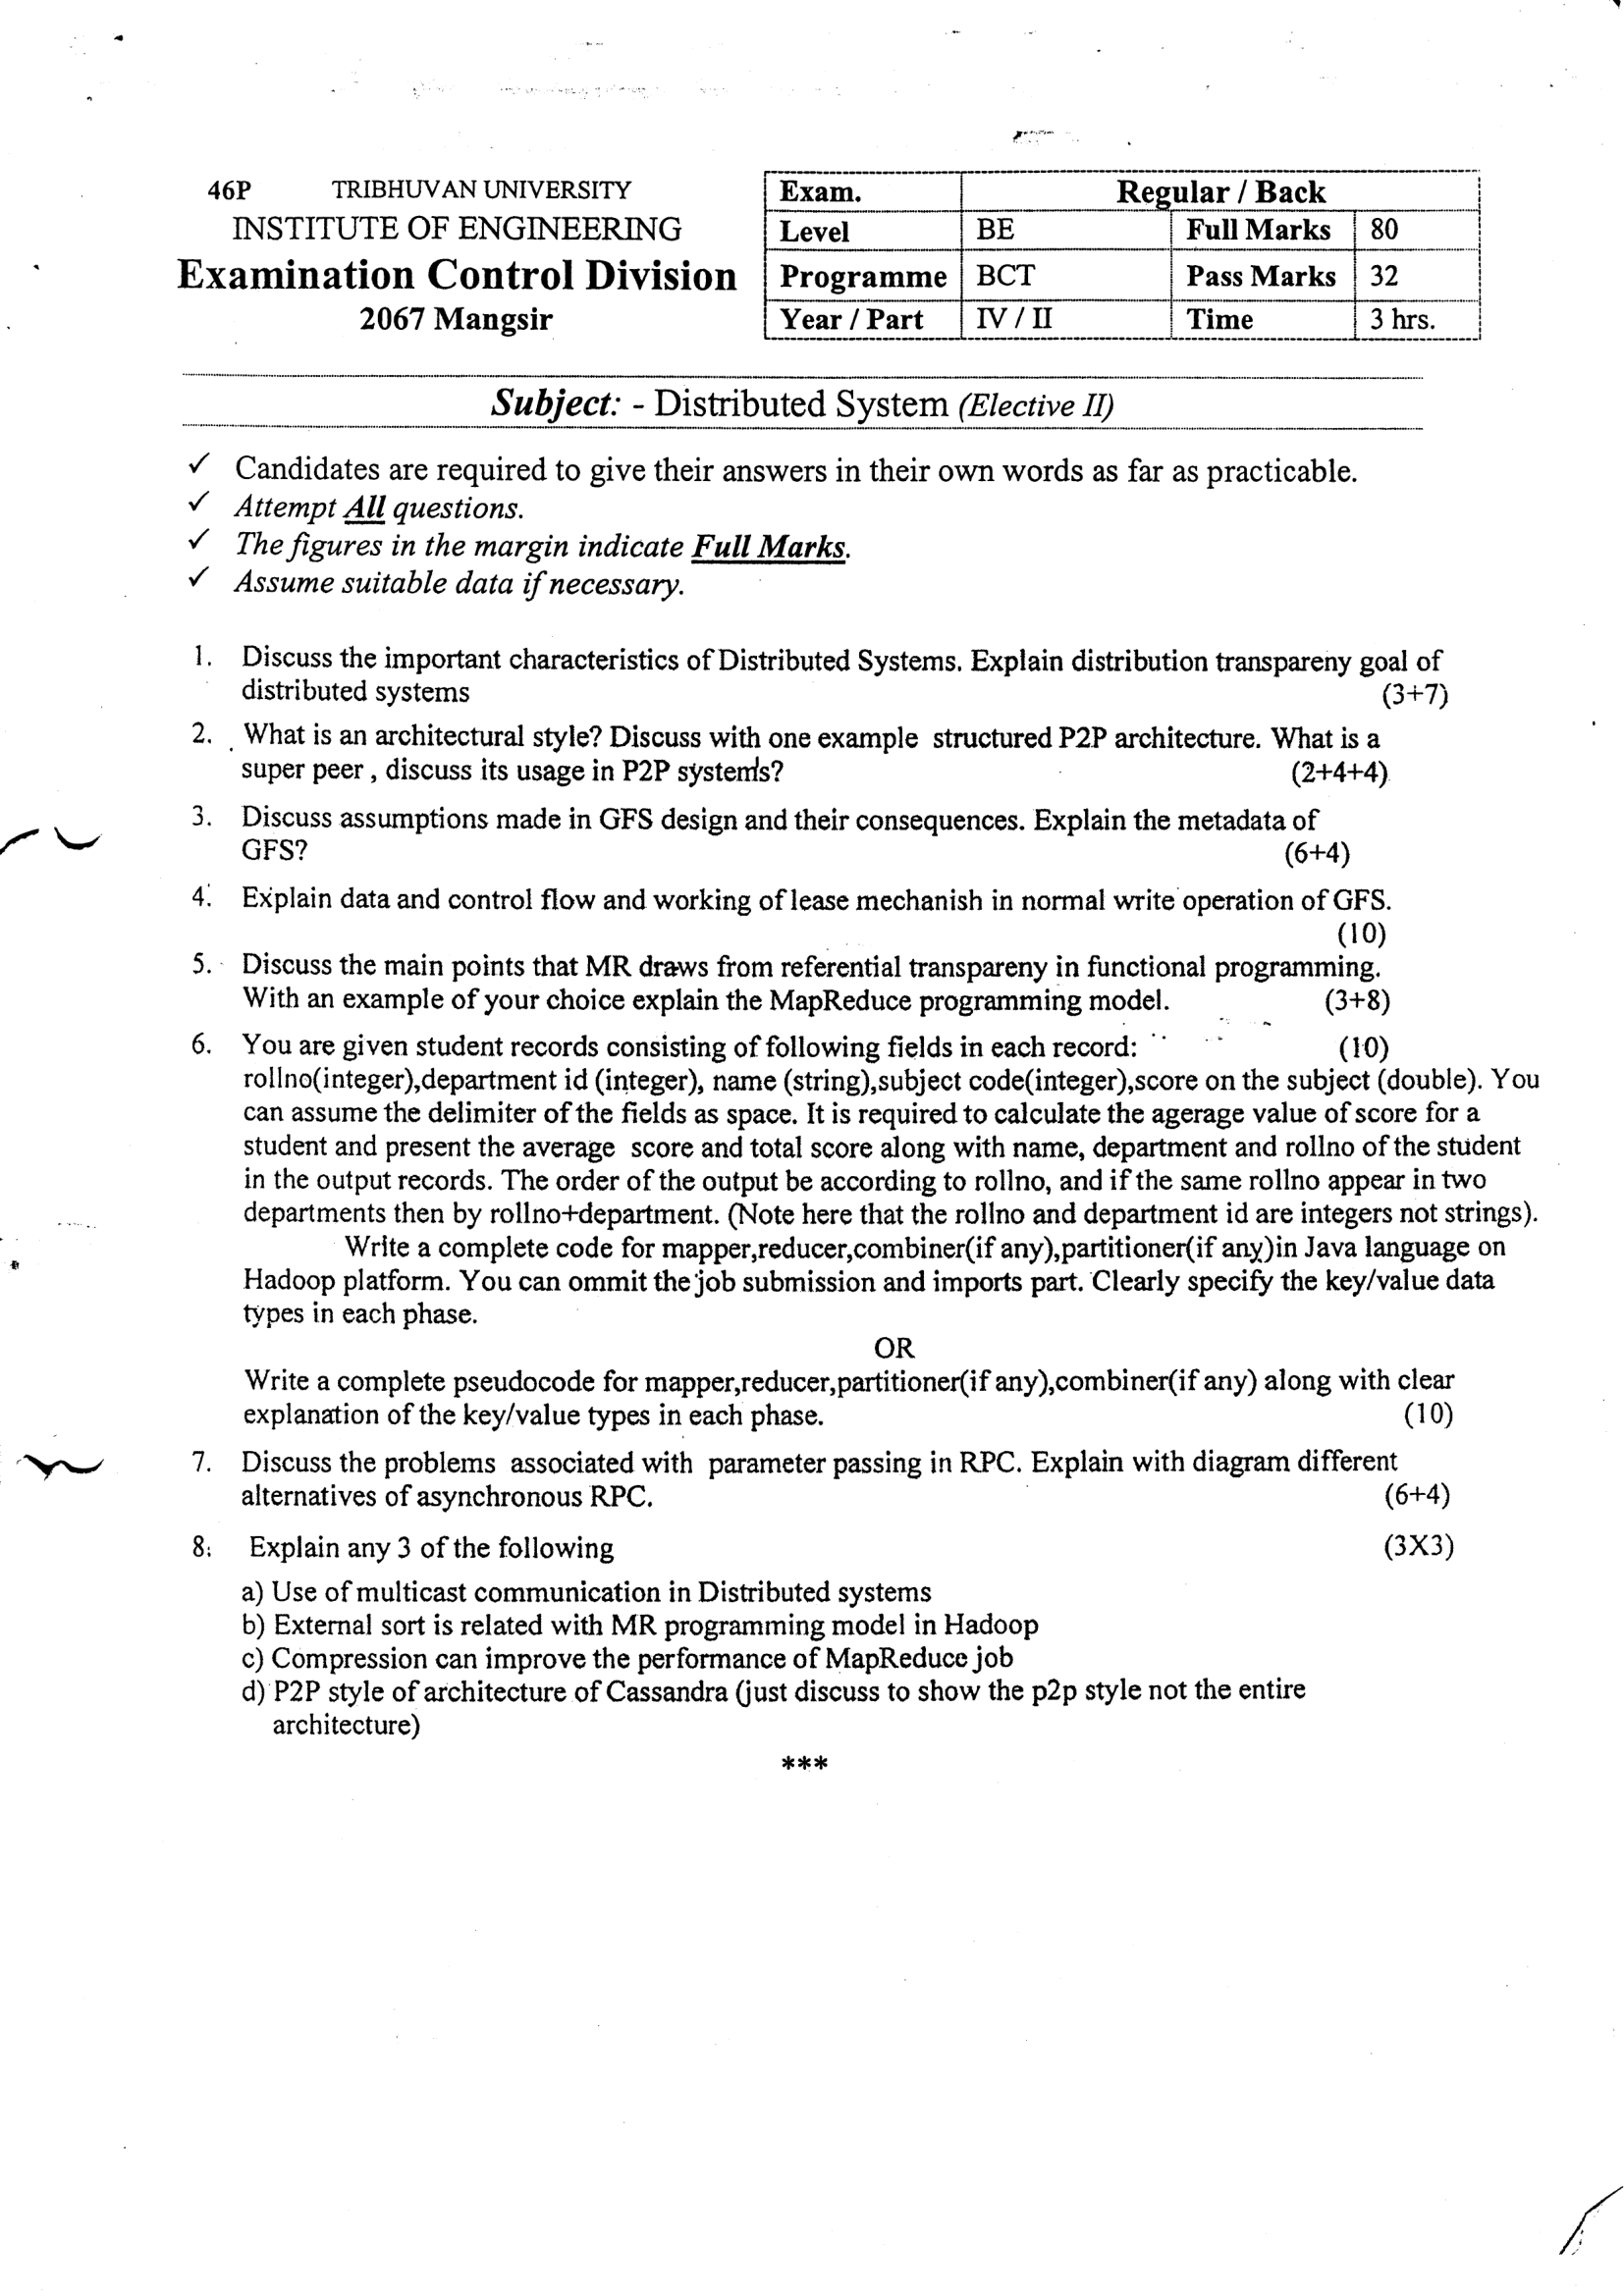 46P TRIBHUVAN UNIVERSITY
INSTITUTE OF ENGINEERING
Examination Control Division
2067 Mangsir
Exam. Regular / Back
Level BE Full Marks 80
Programme BCT Pass Marks 32
Year / Part IV / II Time 3 hrs.
Subject: - Distributed System (Elective II)
✓ Candidates are required to give their answers in their own words as far as practicable.
✓ Attempt All questions.
✓ The figures in the margin indicate Full Marks.
✓ Assume suitable data if necessary.
1. Discuss the important characteristics of Distributed Systems. Explain distribution transpareny goal of
distributed systems (3+7)
2. What is an architectural style? Discuss with one example structured P2P architecture. What is a
super peer , discuss its usage in P2P systems? (2+4+4)
3. Discuss assumptions made in GFS design and their consequences. Explain the metadata of
GFS? (6+4)
4. Explain data and control flow and working of lease mechanish in normal write operation of GFS.
(10)
5. Discuss the main points that MR draws from referential transpareny in functional programming.
With an example of your choice explain the MapReduce programming model. (3+8)
6. You are given student records consisting of following fields in each record: (10)
rollno(integer),department id (integer), name (string),subject code(integer),score on the subject (double). You
can assume the delimiter of the fields as space. It is required to calculate the agerage value of score for a
student and present the average score and total score along with name, department and rollno of the student
in the output records. The order of the output be according to rollno, and if the same rollno appear in two
departments then by rollno+department. (Note here that the rollno and department id are integers not strings).
Write a complete code for mapper,reducer,combiner(if any),partitioner(if any)in Java language on
Hadoop platform. You can ommit the job submission and imports part. Clearly specify the key/value data
types in each phase.
OR
Write a complete pseudocode for mapper,reducer,partitioner(if any),combiner(if any) along with clear
explanation of the key/value types in each phase. (10)
7. Discuss the problems associated with parameter passing in RPC. Explain with diagram different
alternatives of asynchronous RPC. (6+4)
8. Explain any 3 of the following (3X3)
a) Use of multicast communication in Distributed systems
b) External sort is related with MR programming model in Hadoop
c) Compression can improve the performance of MapReduce job
d) P2P style of architecture of Cassandra (just discuss to show the p2p style not the entire
architecture)
***